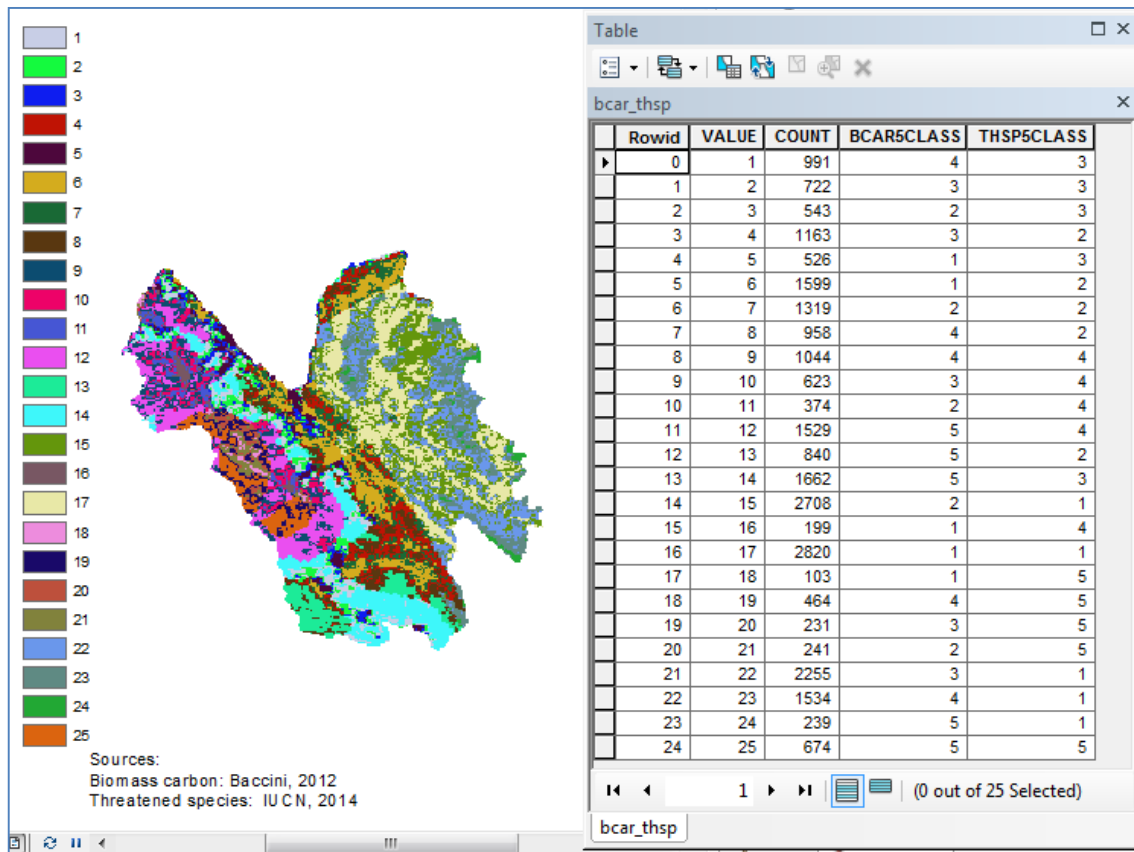 1
2
3
4
5
6
7
8
9
10
11
12
13
14
15
16
17
18
19
20
21
22
23
24
25
Sources:
Biomass carbon: Baccini, 2012
Threatened species: IUCN, 2014
Table
bcar_thsp
Rowid VALUE COUNT BCAR5CLASS THSP5CLASS
0 1 991 4 3
1 2 722 3 3
2 3 543 2 3
3 4 1163 3 2
4 5 526 1 3
5 6 1599 1 2
6 7 1319 2 2
7 8 958 4 2
8 9 1044 4 4
9 10 623 3 4
10 11 374 2 4
11 12 1529 5 4
12 13 840 5 2
13 14 1662 5 3
14 15 2708 2 1
15 16 199 1 4
16 17 2820 1 1
17 18 103 1 5
18 19 464 4 5
19 20 231 3 5
20 21 241 2 5
21 22 2255 3 1
22 23 1534 4 1
23 24 239 5 1
24 25 674 5 5
1 (0 out of 25 Selected)
bcar_thsp